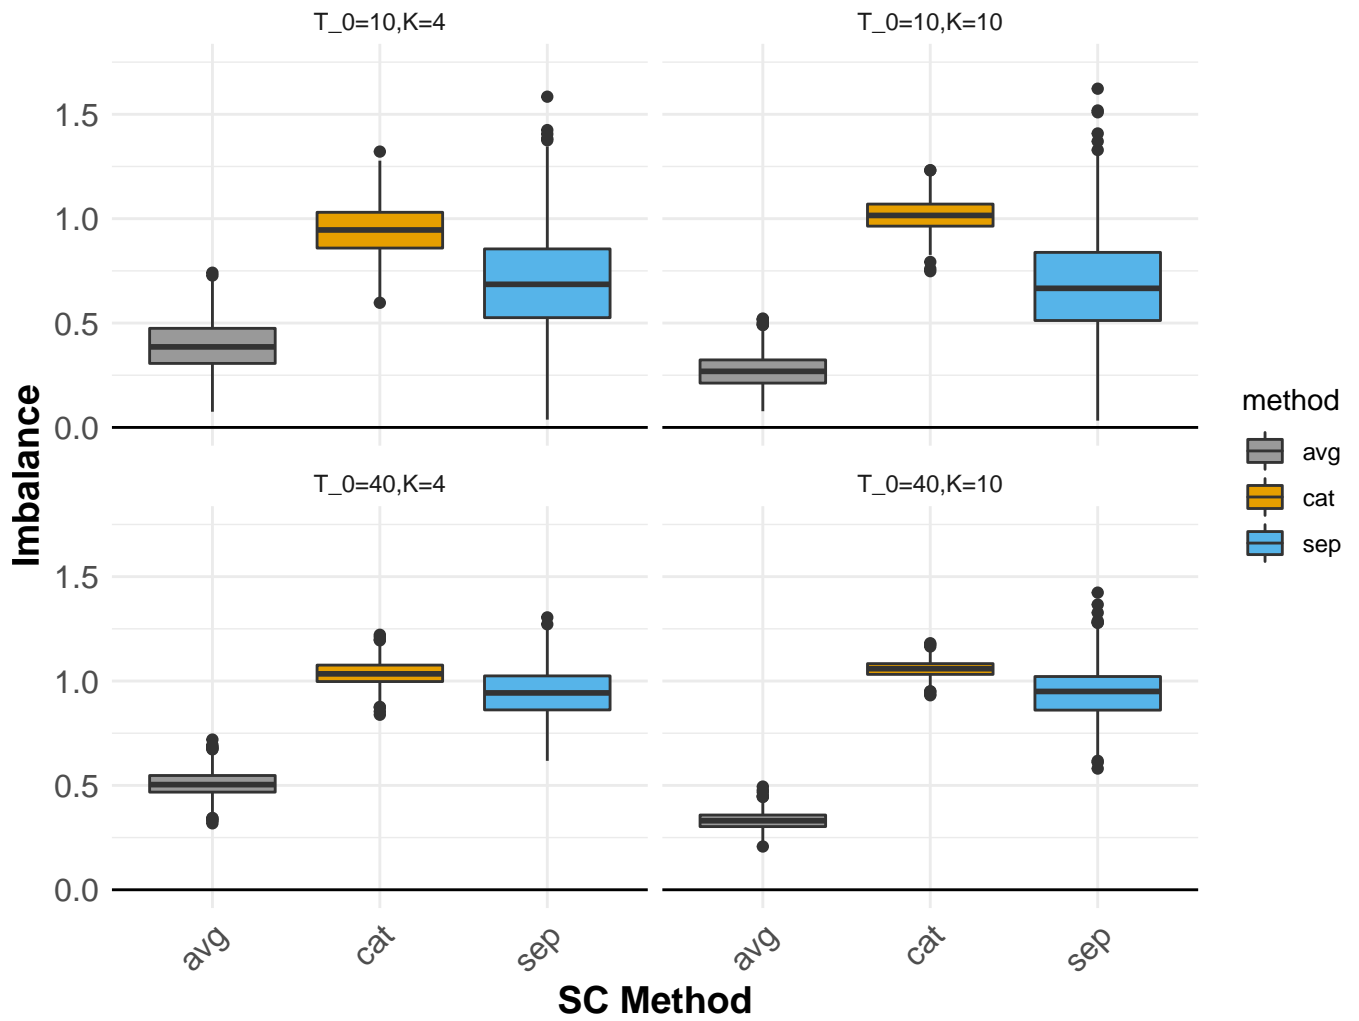 T_0=10,K=4
T_0=10,K=10
1.5
1.0
0.5
0.0
T_0=40,K=4
T_0=40,K=10
1.5
1.0
0.5
0.0
avg
cat
sep
avg
cat
sep
SC Method
Imbalance
method
avg
cat
sep